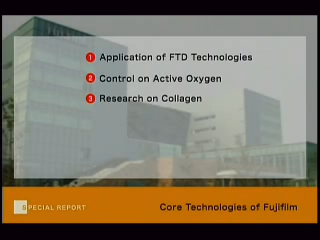 1 Application of FTD Technologies
2 Control on Active Oxygen
3 Research on Collagen
SPECIAL REPORT
Core Technologies of Fujifilm